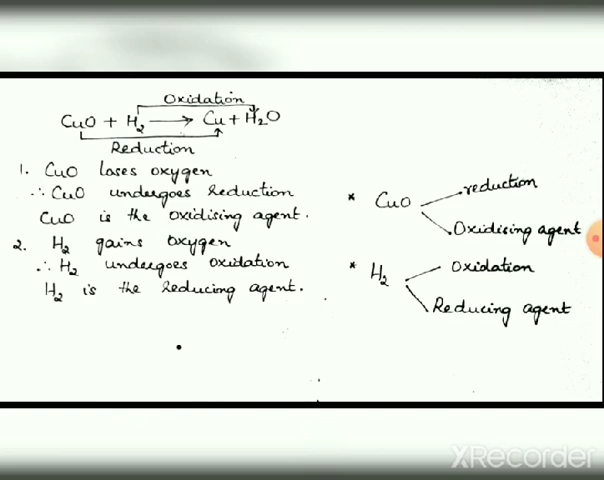 Oxidation
CuO + H₂ ⟶ Cu + H₂O
Reduction
1. CuO loses oxygen
∴ CuO undergoes Reduction
CuO is the oxidising agent.
2. H₂ gains oxygen
∴ H₂ undergoes oxidation
H₂ is the Reducing agent.
* CuO
reduction
Oxidising agent
* H₂
Oxidation
Reducing agent
XRecorder